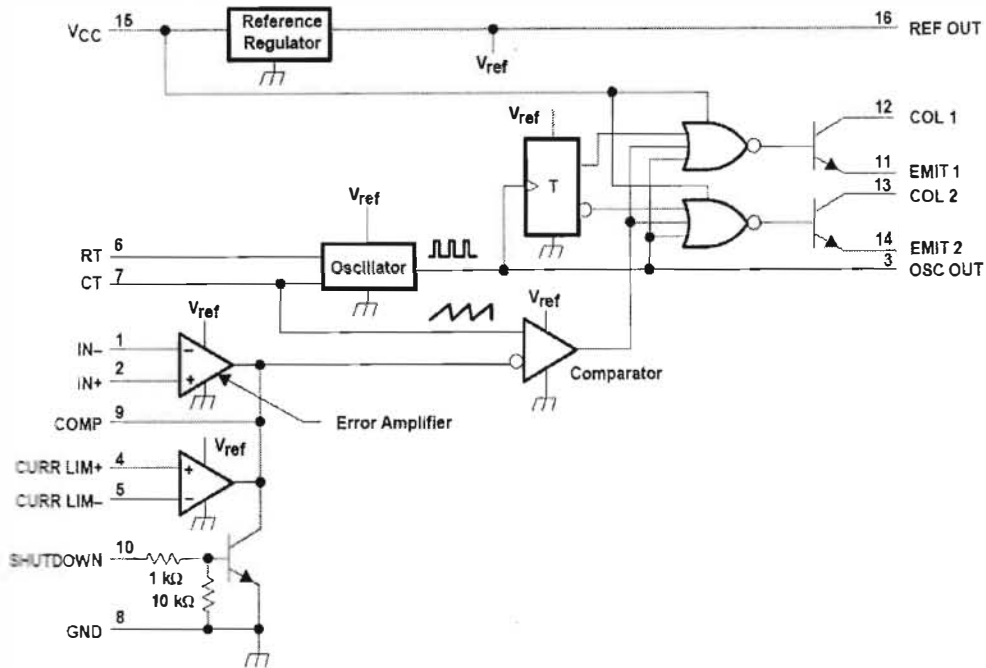 VCC 15
Reference
Regulator
Vref
16 REF OUT
Vref
T
12 COL 1
11 EMIT 1
13 COL 2
14 EMIT 2
3 OSC OUT
Vref
RT 6
CT 7
Oscillator
Vref
IN– 1
IN+ 2
Vref
Comparator
COMP 9
Error Amplifier
Vref
CURR LIM+ 4
CURR LIM– 5
SHUTDOWN 10
1 kΩ
10 kΩ
GND 8